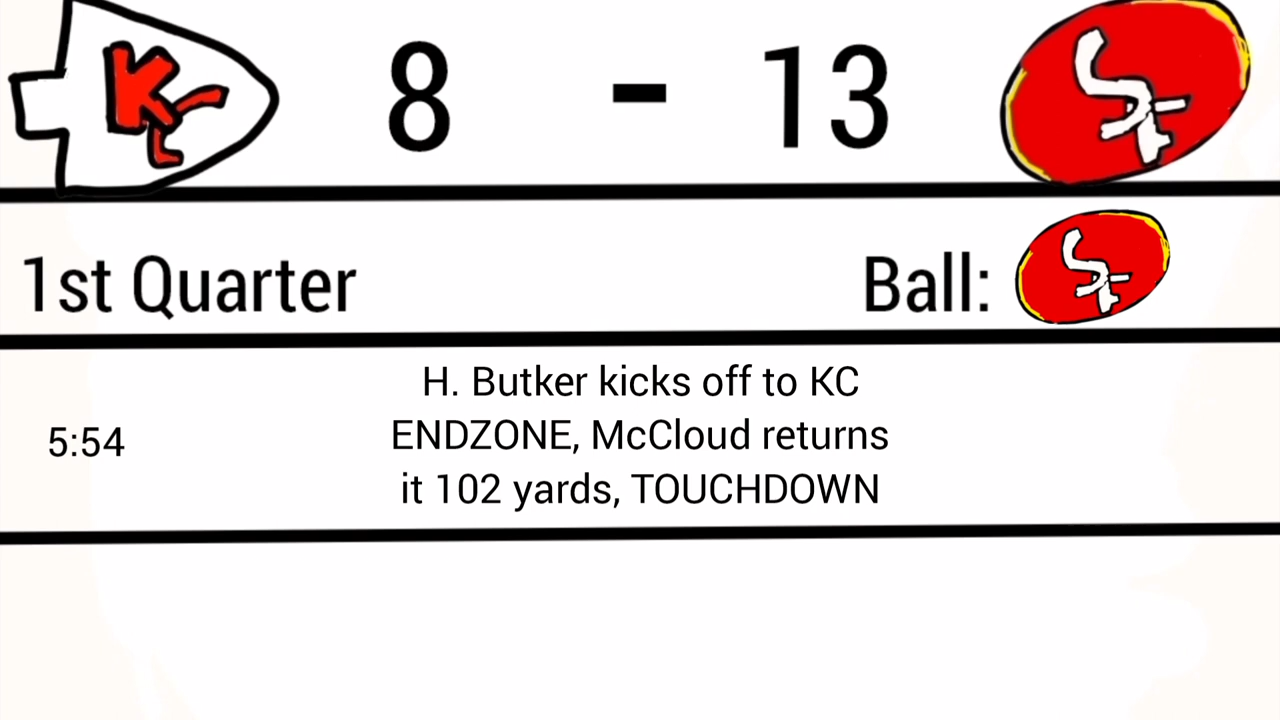 KC 8 - 13 SF
1st Quarter Ball: SF
5:54
H. Butker kicks off to KC
ENDZONE, McCloud returns
it 102 yards, TOUCHDOWN